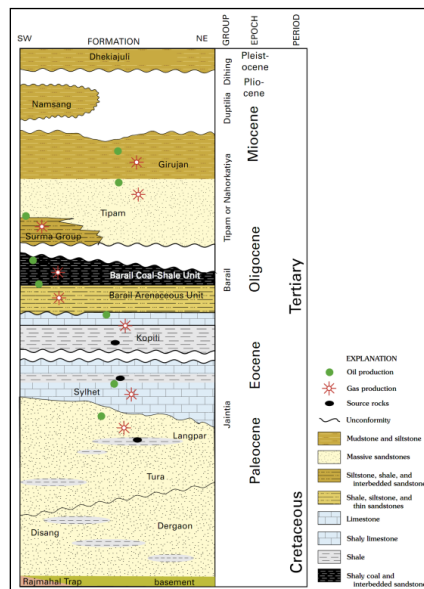 SW
FORMATION
NE
GROUP
EPOCH
PERIOD
Dhekiajuli
Dihing
Pleist-
ocene
Plio-
cene
Namsang
Duptilia
Miocene
Girujan
Tipam or Nahorkatiya
Tipam
Surma Group
Oligocene
Tertiary
Barail Coal-Shale Unit
Barail
Barail Arenaceous Unit
Kopili
Eocene
Sylhet
Jaintia
Langpar
Paleocene
Tura
Disang
Dergaon
Cretaceous
Rajmahal Trap
basement
EXPLANATION
Oil production
Gas production
Source rocks
Unconformity
Mudstone and siltstone
Massive sandstones
Siltstone, shale, and
interbedded sandstone
Shale, siltstone, and
thin sandstones
Limestone
Shaly limestone
Shale
Shaly coal and
interbedded sandstone